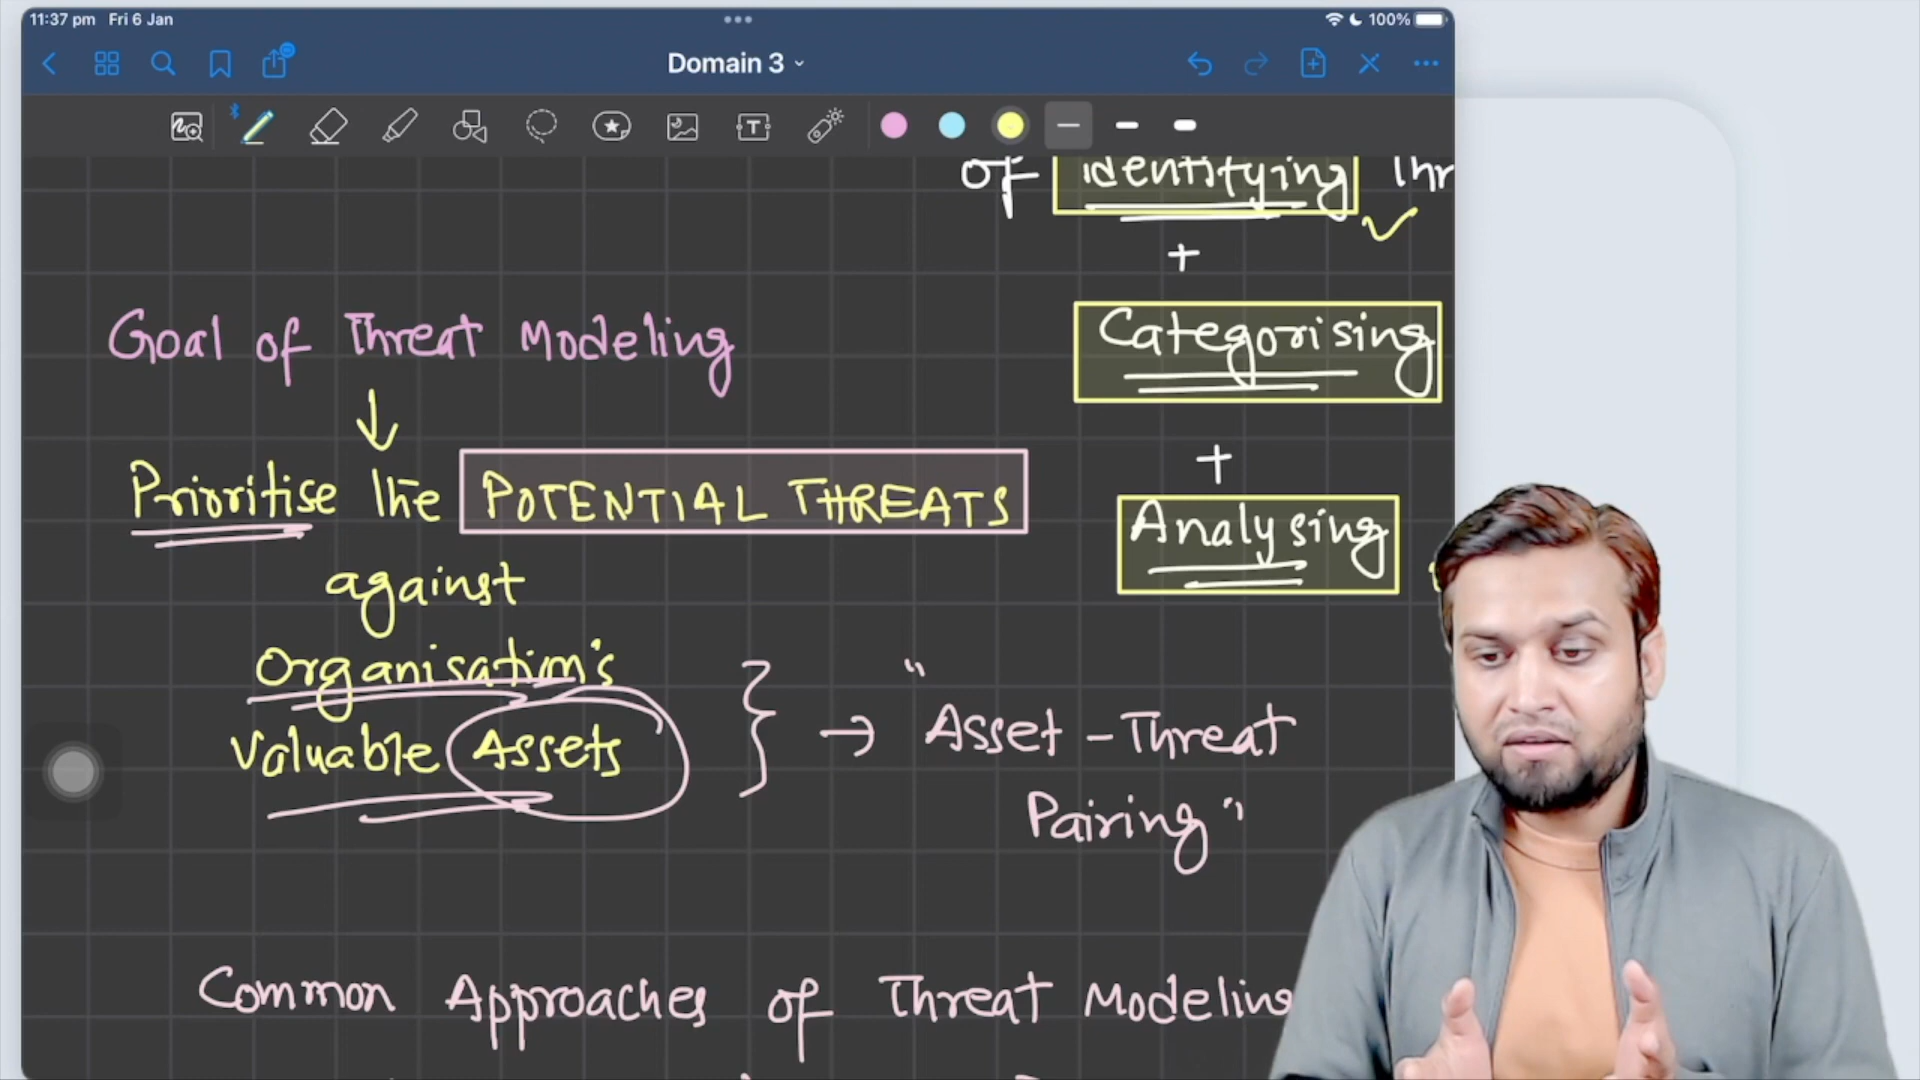 11:37 pm Fri 6 Jan
100%
Domain 3
of identifying Thr
+
Categorising
+
Analysing
Goal of Threat Modeling
Prioritise the POTENTIAL THREATS
against
Organisation's
valuable Assets
→ "Asset - Threat
Pairing"
Common Approaches of Threat Modeling